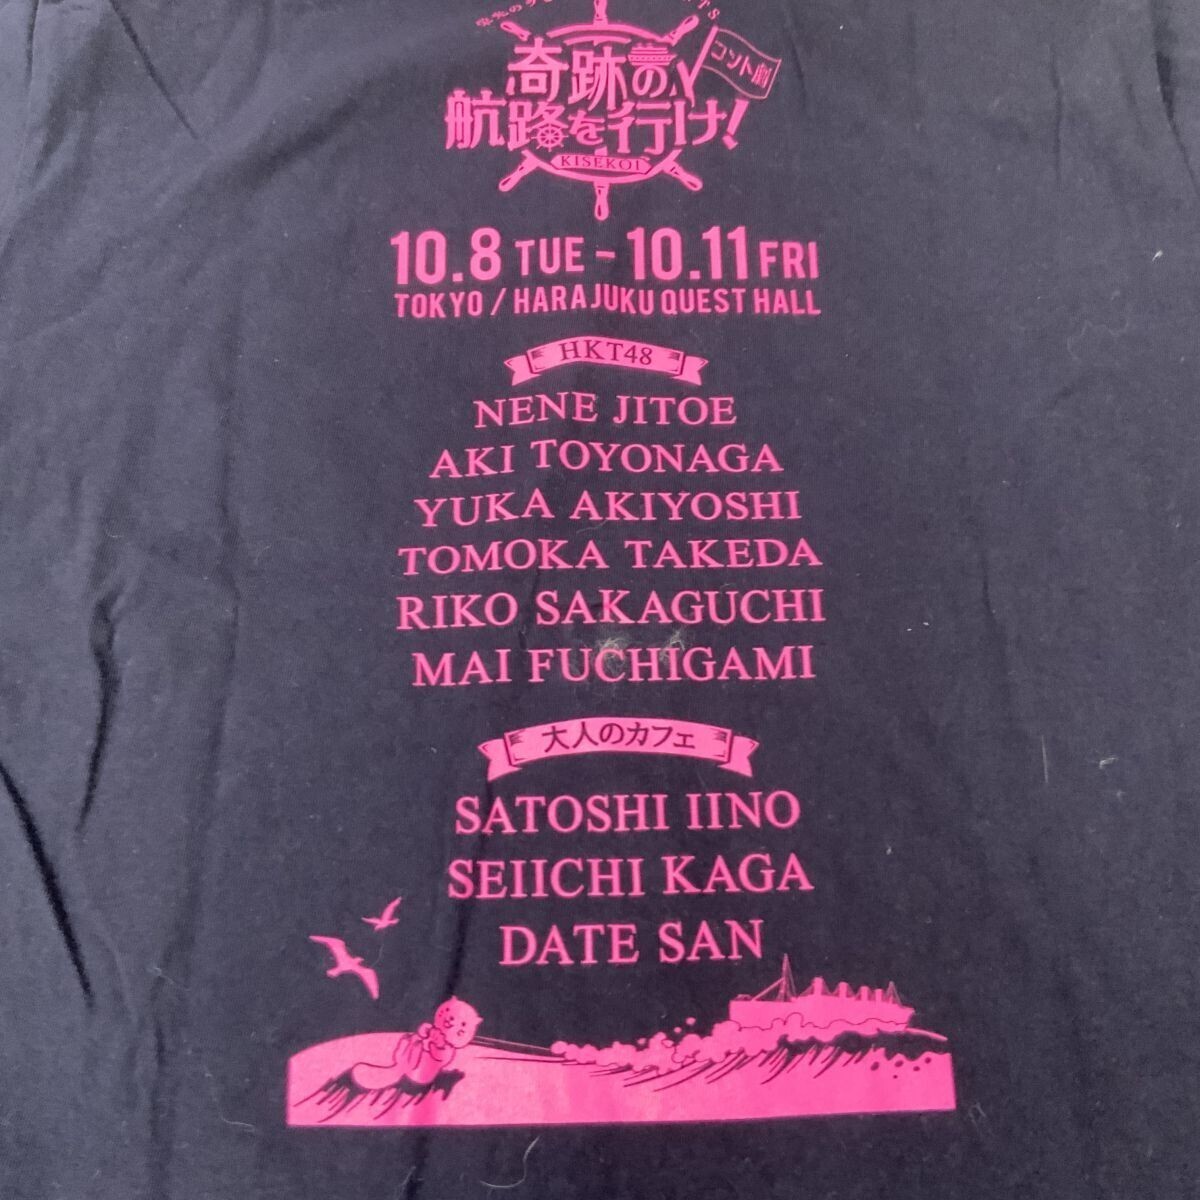 奇跡の
コント劇
航路を行け!
KISEKOI
10.8 TUE - 10.11 FRI
TOKYO / HARAJUKU QUEST HALL
HKT48
NENE JITOE
AKI TOYONAGA
YUKA AKIYOSHI
TOMOKA TAKEDA
RIKO SAKAGUCHI
MAI FUCHIGAMI
大人のカフェ
SATOSHI IINO
SEIICHI KAGA
DATE SAN